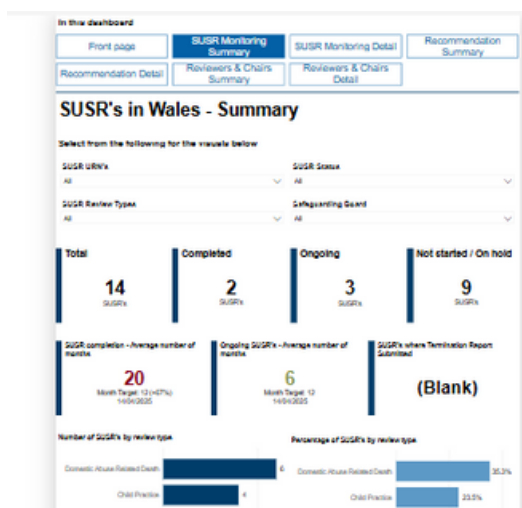 In this dashboard
Front page
SUSR Monitoring Summary
SUSR Monitoring Detail
Recommendation Summary
Recommendation Detail
Reviewers & Chairs Summary
Reviewers & Chairs Detail
SUSR's in Wales - Summary
Select from the following for the visuals below
SUSR URN's
All
SUSR Status
All
SUSR Review Types
All
Safeguarding Board
All
Total
14
SUSR's
Completed
2
SUSR's
Ongoing
3
SUSR's
Not started / On hold
9
SUSR's
SUSR completion - Average number of months
20
Month Target: 12 (+67%)
14/04/2025
Ongoing SUSR's - Average number of months
6
Month Target: 12
14/04/2025
SUSR's where Termination Report Submitted
(Blank)
Number of SUSR's by review type
Domestic Abuse Related Death
6
Child Practice
4
Percentage of SUSR's by review type
Domestic Abuse Related Death
35.3%
Child Practice
23.5%